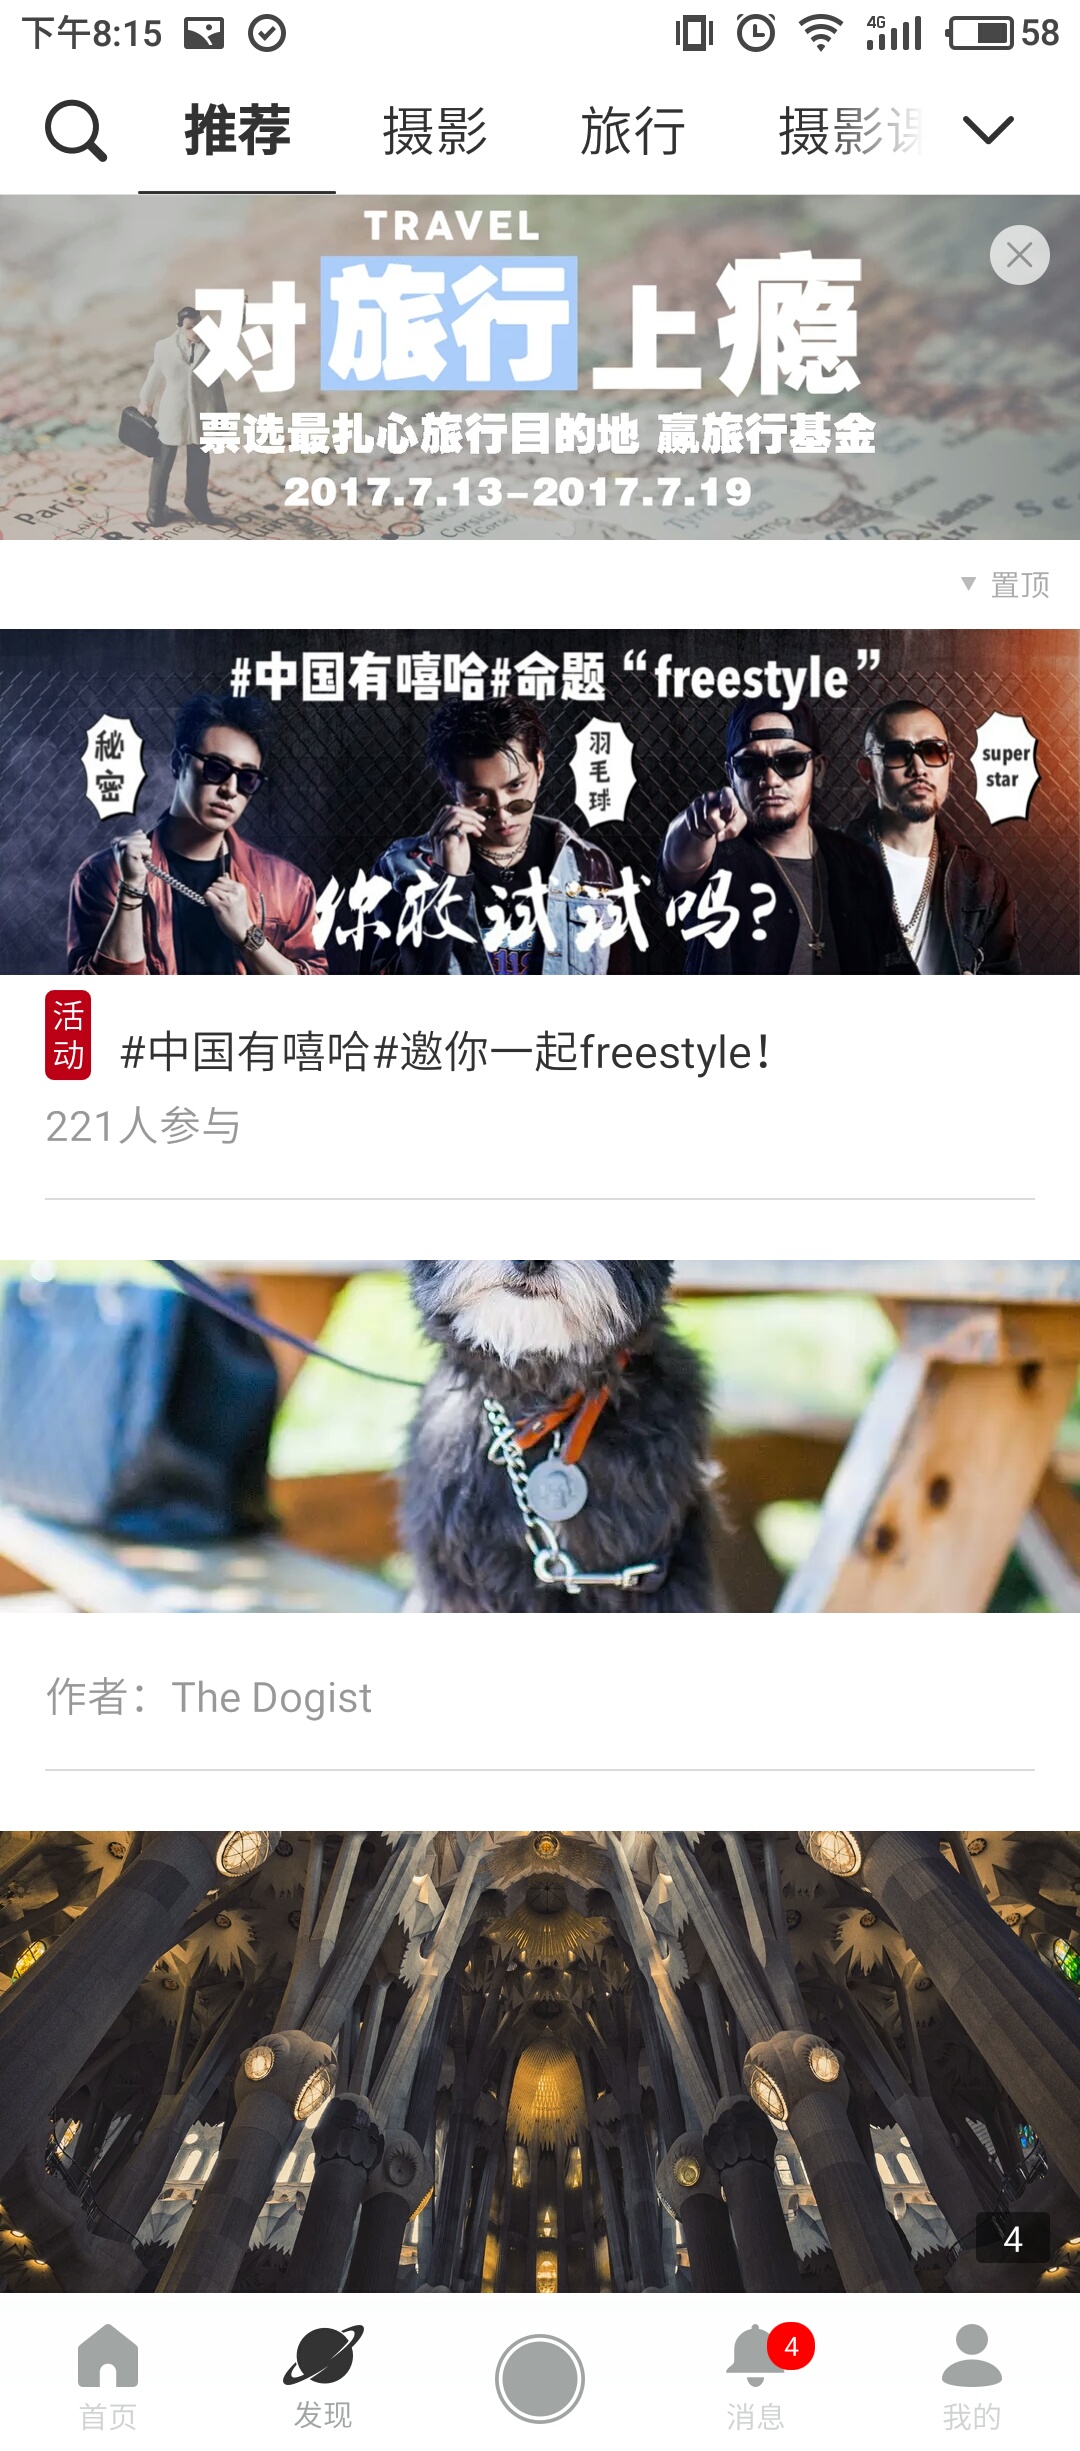 下午8:15
4G
58
推荐
摄影
旅行
摄影课
TRAVEL
对旅行上瘾
票选最扎心旅行目的地 赢旅行基金
2017.7.13-2017.7.19
Paris
置顶
#中国有嘻哈#命题“freestyle”
秘密
羽毛球
super star
你敢试试吗?
活动
#中国有嘻哈#邀你一起freestyle!
221人参与
作者：The Dogist
4
首页
发现
4
消息
我的